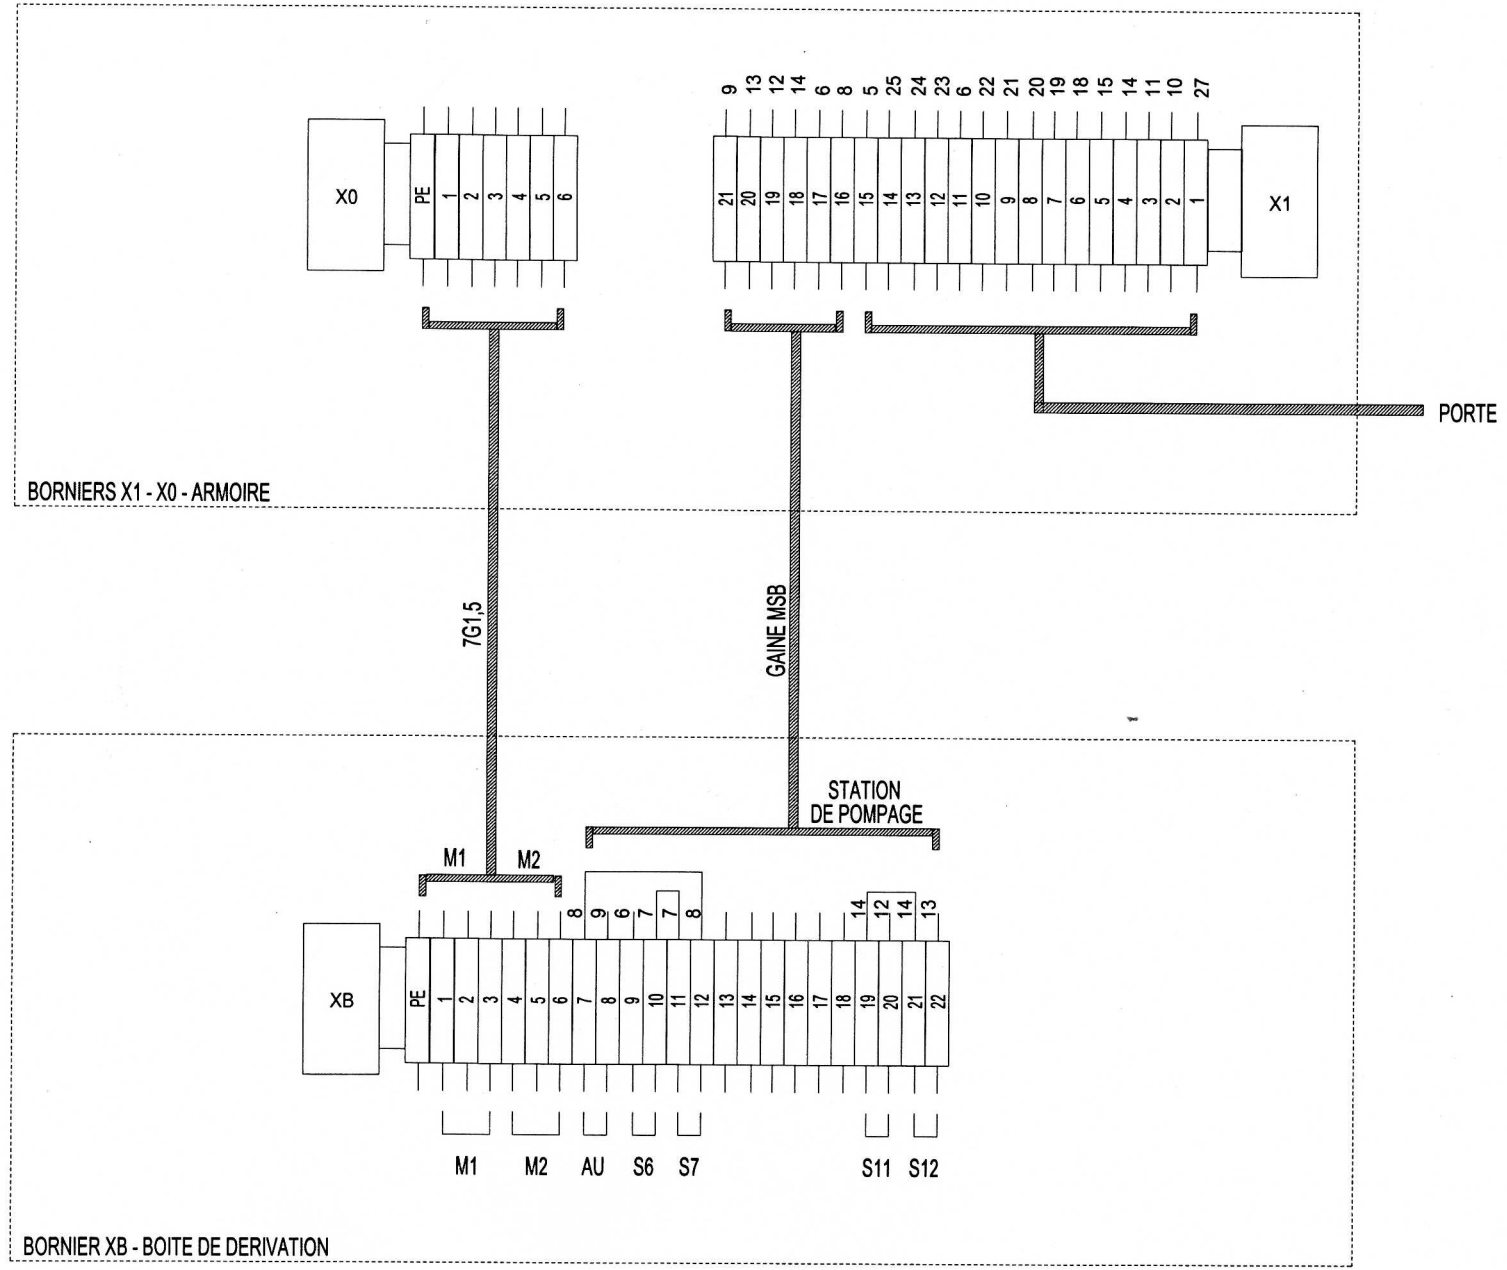 9 13 12 14 6 8 5 25 24 23 6 22 21 20 19 18 15 14 11 10 27
X0 PE 1 2 3 4 5 6
21 20 19 18 17 16 15 14 13 12 11 10 9 8 7 6 5 4 3 2 1 X1
PORTE
BORNIERS X1 - X0 - ARMOIRE
7G1,5
GAINE MSB
STATION
DE POMPAGE
M1 M2
8 9 6 7 7 8 14 12 14 13
XB PE 1 2 3 4 5 6 7 8 9 10 11 12 13 14 15 16 17 18 19 20 21 22
M1 M2 AU S6 S7 S11 S12
BORNIER XB - BOITE DE DERIVATION